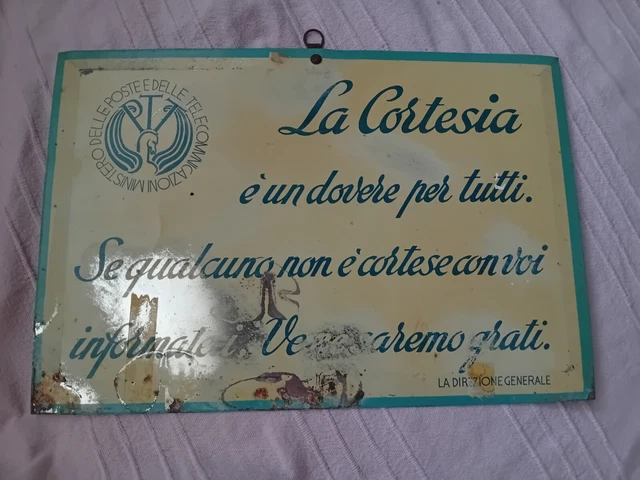 MINISTERO DELLE POSTE E DELLE TELECOMUNICAZIONI
PTT
La Cortesia
è un dovere per tutti.
Se qualcuno non è cortese con voi
Ve grati.
LA DIREZIONE GENERALE